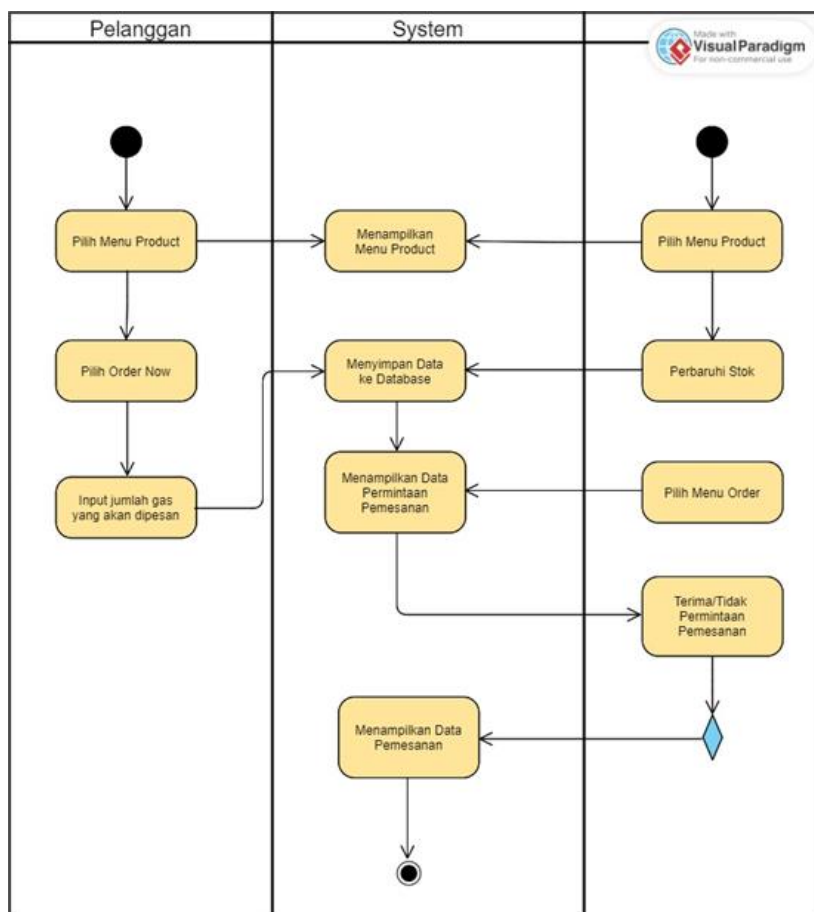 Pelanggan
System
Made with
Visual Paradigm
For non-commercial use
Pilih Menu Product
Menampilkan
Menu Product
Pilih Menu Product
Pilih Order Now
Menyimpan Data
ke Database
Perbaruhi Stok
Input jumlah gas
yang akan dipesan
Menampilkan Data
Permintaan
Pemesanan
Pilih Menu Order
Terima/Tidak
Permintaan
Pemesanan
Menampilkan Data
Pemesanan